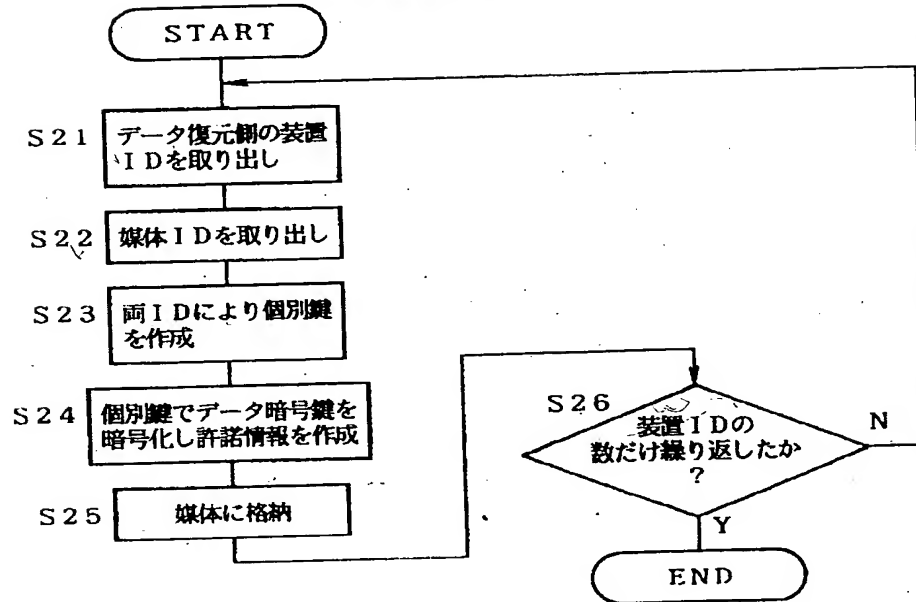 START
S21
データ復元側の装置
IDを取り出し
S22
媒体IDを取り出し
S23
両IDにより個別鍵
を作成
S24
個別鍵でデータ暗号鍵を
暗号化し許諾情報を作成
S25
媒体に格納
S26
装置IDの
数だけ繰り返したか
?
N
Y
END